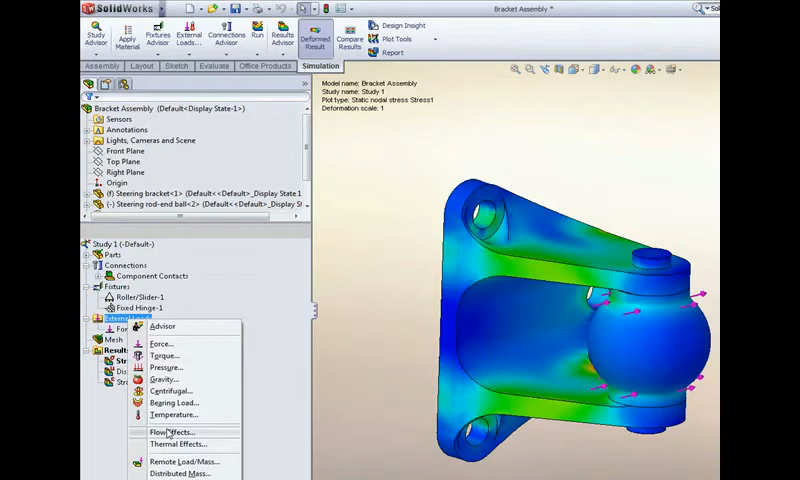 SolidWorks
Bracket Assembly *
Study Advisor
Apply Material
Fixtures Advisor
External Loads...
Connections Advisor
Run
Results Advisor
Deformed Result
Compare Results
Design Insight
Plot Tools
Report
Assembly
Layout
Sketch
Evaluate
Office Products
Simulation
Bracket Assembly (Default<Display State-1>)
Sensors
Annotations
Lights, Cameras and Scene
Front Plane
Top Plane
Right Plane
Origin
(f) Steering bracket<1> (Default<<Default>_Display State 1
(-) Steering rod-end ball<2> (Default<<Default>_Display St
Model name: Bracket Assembly
Study name: Study 1
Plot type: Static nodal stress Stress1
Deformation scale: 1
Study 1 (-Default-)
Parts
Connections
Component Contacts
Fixtures
Roller/Slider-1
Fixed Hinge-1
For
Mesh
Result
Advisor
Force...
Torque...
Pressure...
Gravity...
Centrifugal...
Bearing Load...
Temperature...
Flow Effects...
Thermal Effects...
Remote Load/Mass...
Distributed Mass...